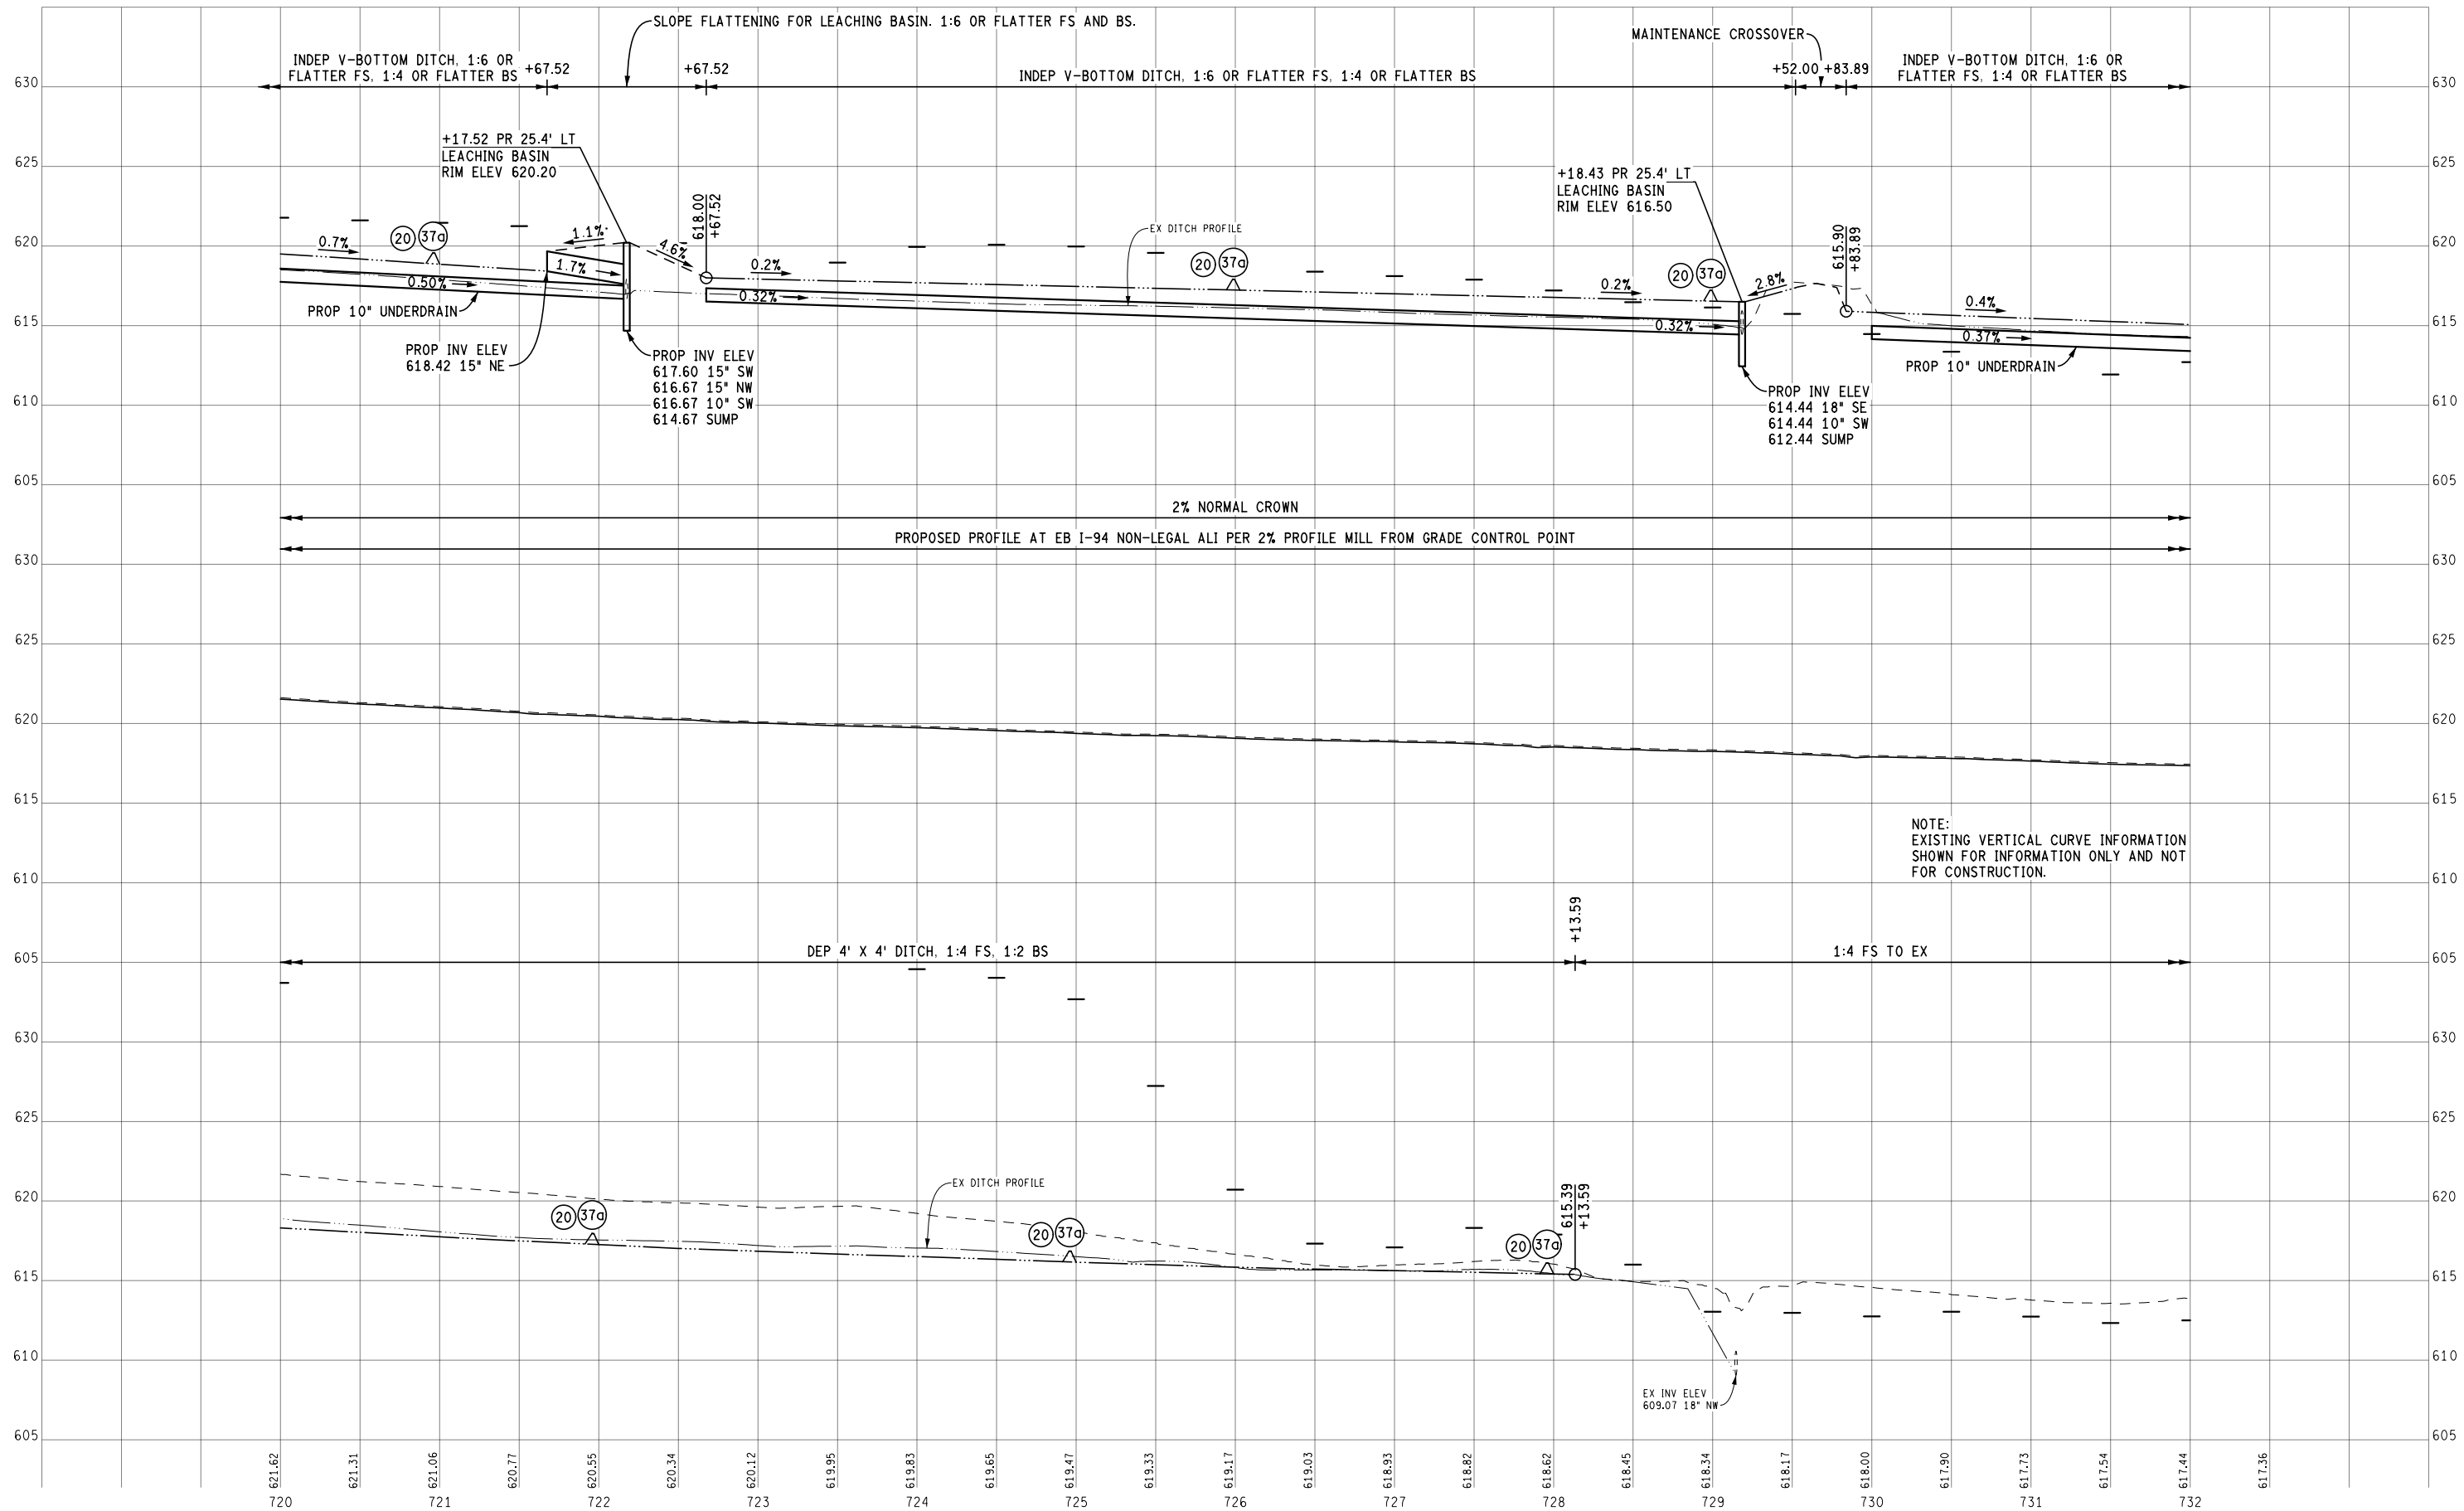 SLOPE FLATTENING FOR LEACHING BASIN. 1:6 OR FLATTER FS AND BS.
MAINTENANCE CROSSOVER
INDEP V-BOTTOM DITCH, 1:6 OR
FLATTER FS, 1:4 OR FLATTER BS
+67.52
+67.52
INDEP V-BOTTOM DITCH, 1:6 OR FLATTER FS, 1:4 OR FLATTER BS
+52.00 +83.89
INDEP V-BOTTOM DITCH, 1:6 OR
FLATTER FS, 1:4 OR FLATTER BS
630
630
+17.52 PR 25.4' LT
LEACHING BASIN
RIM ELEV 620.20
625
625
+18.43 PR 25.4' LT
LEACHING BASIN
RIM ELEV 616.50
618.00
+67.52
615.90
+83.89
EX DITCH PROFILE
620
620
0.7%
20 37a
1.1%
4.6%
1.7%
0.2%
20 37a
0.2%
20 37a
2.8%
0.4%
0.50%
0.32%
0.32%
0.37%
PROP 10" UNDERDRAIN
615
615
PROP INV ELEV
618.42 15" NE
PROP INV ELEV
617.60 15" SW
616.67 15" NW
616.67 10" SW
614.67 SUMP
PROP 10" UNDERDRAIN
PROP INV ELEV
614.44 18" SE
614.44 10" SW
612.44 SUMP
610
610
605
605
2% NORMAL CROWN
PROPOSED PROFILE AT EB I-94 NON-LEGAL ALI PER 2% PROFILE MILL FROM GRADE CONTROL POINT
630
630
625
625
620
620
615
615
NOTE:
EXISTING VERTICAL CURVE INFORMATION
SHOWN FOR INFORMATION ONLY AND NOT
FOR CONSTRUCTION.
610
610
+13.59
DEP 4' X 4' DITCH, 1:4 FS, 1:2 BS
1:4 FS TO EX
605
605
630
630
625
625
620
620
EX DITCH PROFILE
615.39
+13.59
20 37a
20 37a
20 37a
615
615
610
610
EX INV ELEV
609.07 18" NW
605
605
621.62
621.31
621.06
620.77
620.55
620.34
620.12
619.95
619.83
619.65
619.47
619.33
619.17
619.03
618.93
618.82
618.62
618.45
618.34
618.17
618.00
617.90
617.73
617.54
617.44
617.36
720
721
722
723
724
725
726
727
728
729
730
731
732